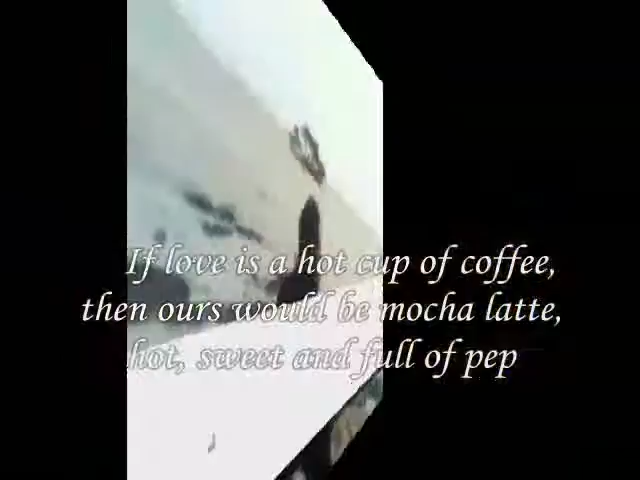 If love is a hot cup of coffee,
then ours would be mocha latte,
hot, sweet and full of pep